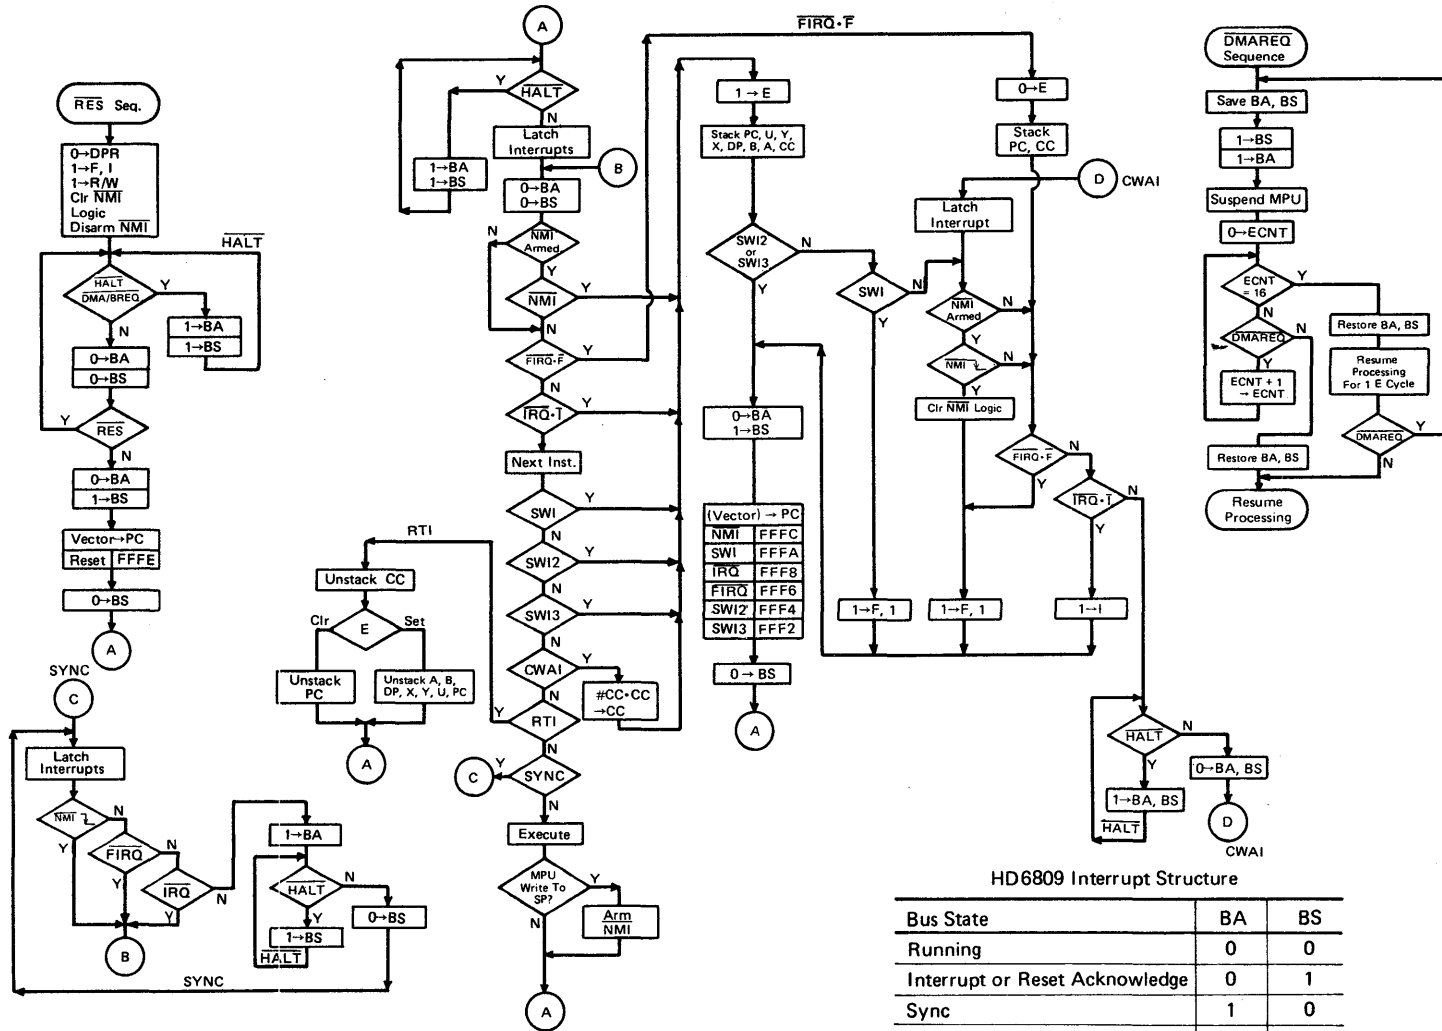 RES Seq.
0→DPR
1→F, I
1→R/W
Clr NMI
Logic
Disarm NMI
HALT
HALT
DMA/BREQ
Y
N
1→BA
1→BS
0→BA
0→BS
Y
RES
N
0→BA
1→BS
Vector→PC
Reset FFFE
0→BS
A
SYNC
C
Latch
Interrupts
NMI
N
Y
FIRQ
N
Y
IRQ
N
Y
B
1→BA
HALT
N
Y
1→BS
HALT
0→BS
SYNC
A
Y
HALT
N
Latch
Interrupts
B
1→BA
1→BS
0→BA
0→BS
N
NMI
Armed
Y
NMI
Y
N
FIRQ·F
Y
N
IRQ·I
Y
N
Next Inst.
SWI
Y
N
SWI2
Y
N
SWI3
Y
N
CWAI
Y
N
#CC·CC
→CC
RTI
Y
N
C
Y
SYNC
N
Execute
MPU
Write To
SP?
Y
N
Arm
NMI
A
RTI
Unstack CC
Clr
E
Set
Unstack
PC
Unstack A, B,
DP, X, Y, U, PC
A
FIRQ·F
1→E
Stack PC, U, Y,
X, DP, B, A, CC
SWI2
or
SWI3
N
Y
SWI
N
Y
0→BA
1→BS
(Vector)→PC
NMI FFFC
SWI FFFA
IRQ FFF8
FIRQ FFF6
SWI2 FFF4
SWI3 FFF2
0→BS
A
0→E
Stack
PC, CC
D
CWAI
Latch
Interrupt
NMI
Armed
N
Y
NMI
N
Y
Clr NMI Logic
FIRQ·F
N
Y
IRQ·I
N
Y
1→F, 1
1→F, 1
1→I
HALT
N
Y
1→BA, BS
HALT
0→BA, BS
D
CWAI
DMAREQ
Sequence
Save BA, BS
1→BS
1→BA
Suspend MPU
0→ECNT
ECNT
= 16
Y
N
DMAREQ
N
Y
ECNT + 1
→ECNT
Restore BA, BS
Resume
Processing
For 1 E Cycle
DMAREQ
Y
N
Restore BA, BS
Resume
Processing
HD6809 Interrupt Structure
Bus State BA BS
Running 0 0
Interrupt or Reset Acknowledge 0 1
Sync 1 0